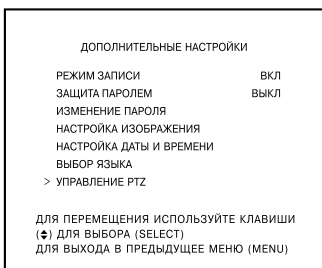 ДОПОЛНИТЕЛЬНЫЕ НАСТРОЙКИ
РЕЖИМ ЗАПИСИ ВКЛ
ЗАЩИТА ПАРОЛЕМ ВЫКЛ
ИЗМЕНЕНИЕ ПАРОЛЯ
НАСТРОЙКА ИЗОБРАЖЕНИЯ
НАСТРОЙКА ДАТЫ И ВРЕМЕНИ
ВЫБОР ЯЗЫКА
> УПРАВЛЕНИЕ PTZ
ДЛЯ ПЕРЕМЕЩЕНИЯ ИСПОЛЬЗУЙТЕ КЛАВИШИ
(♦) ДЛЯ ВЫБОРА (SELECT)
ДЛЯ ВЫХОДА В ПРЕДЫДУЩЕЕ МЕНЮ (MENU)